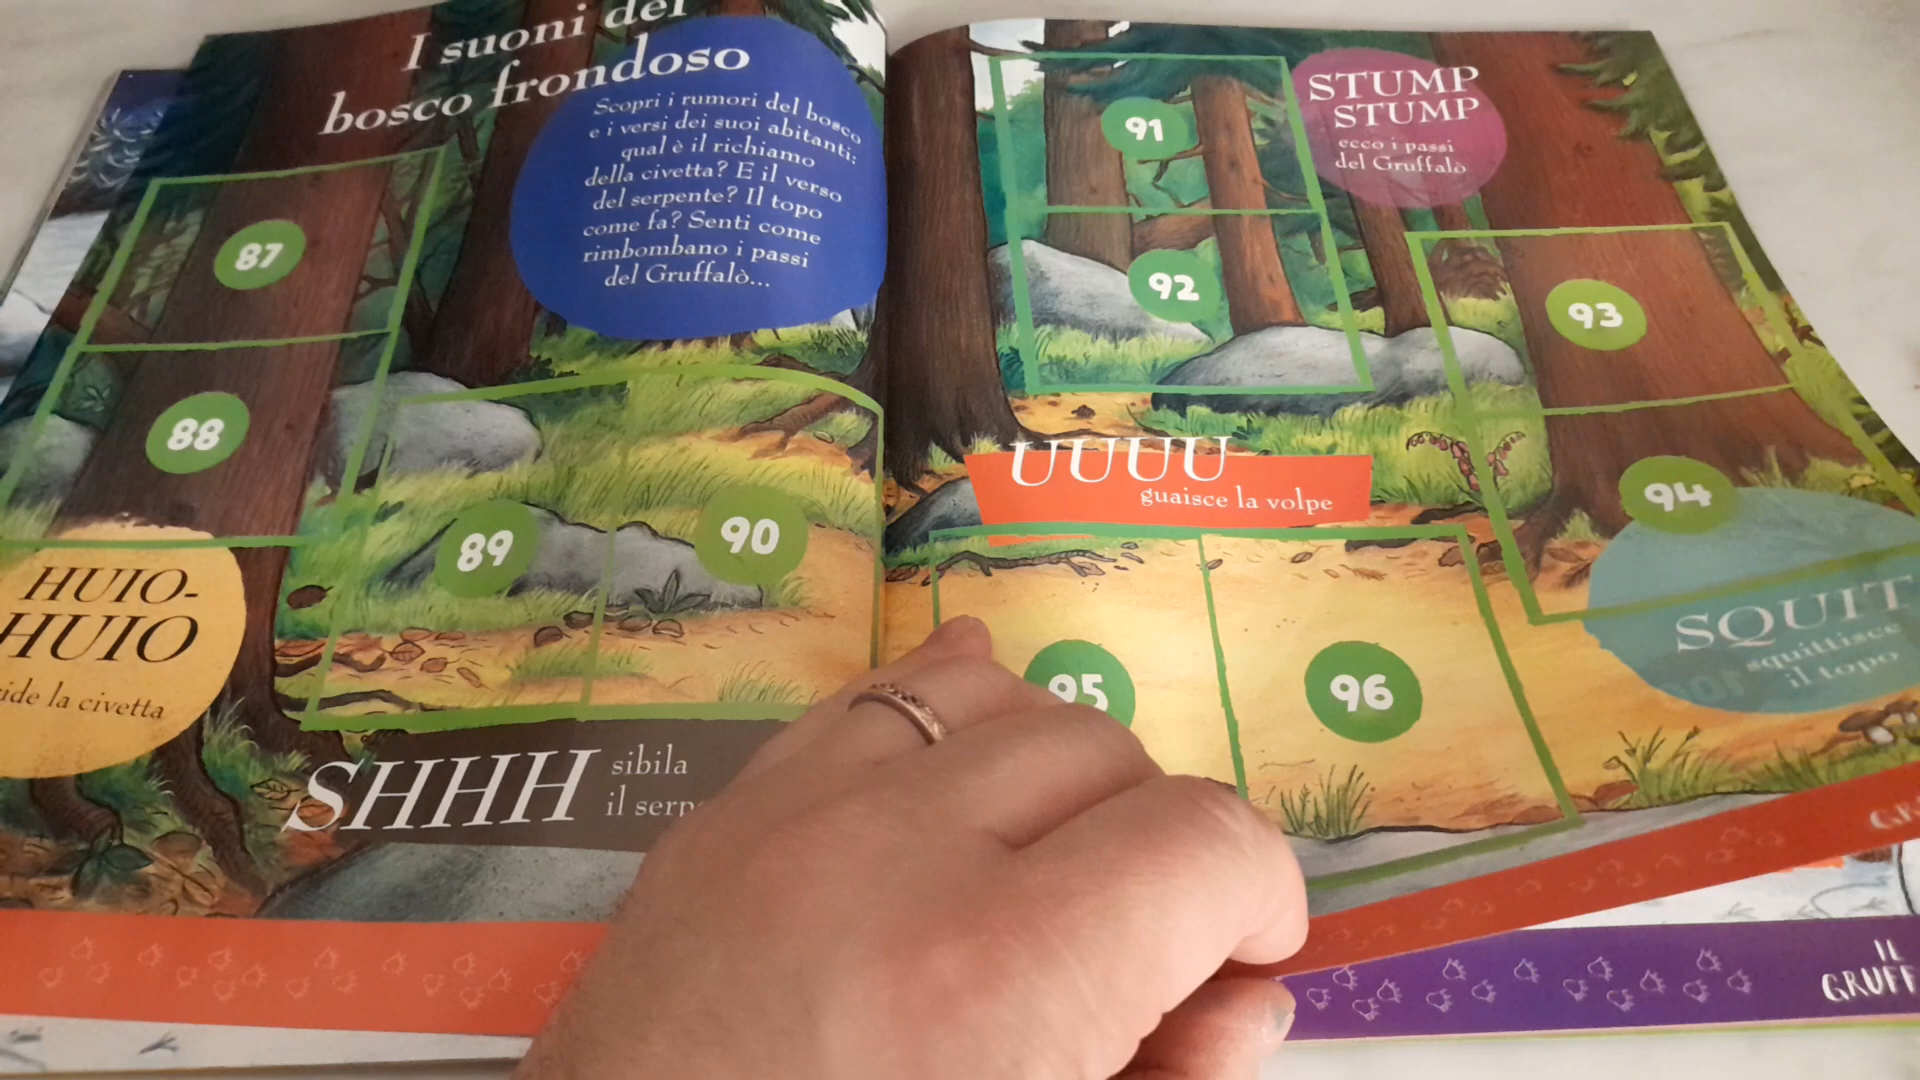 I suoni del
bosco frondoso
Scopri i rumori del bosco
e i versi dei suoi abitanti:
qual è il richiamo
della civetta? E il verso
del serpente? Il topo
come fa? Senti come
rimbombano i passi
del Gruffalò...
87
88
HUIO-
HUIO
la civetta
89
90
SHHH
sibila
il
91
92
STUMP
STUMP
ecco i passi
del Gruffalò
93
94
UUUU
guaisce la volpe
95
96
SQUIT
squittisce
il topo
IL